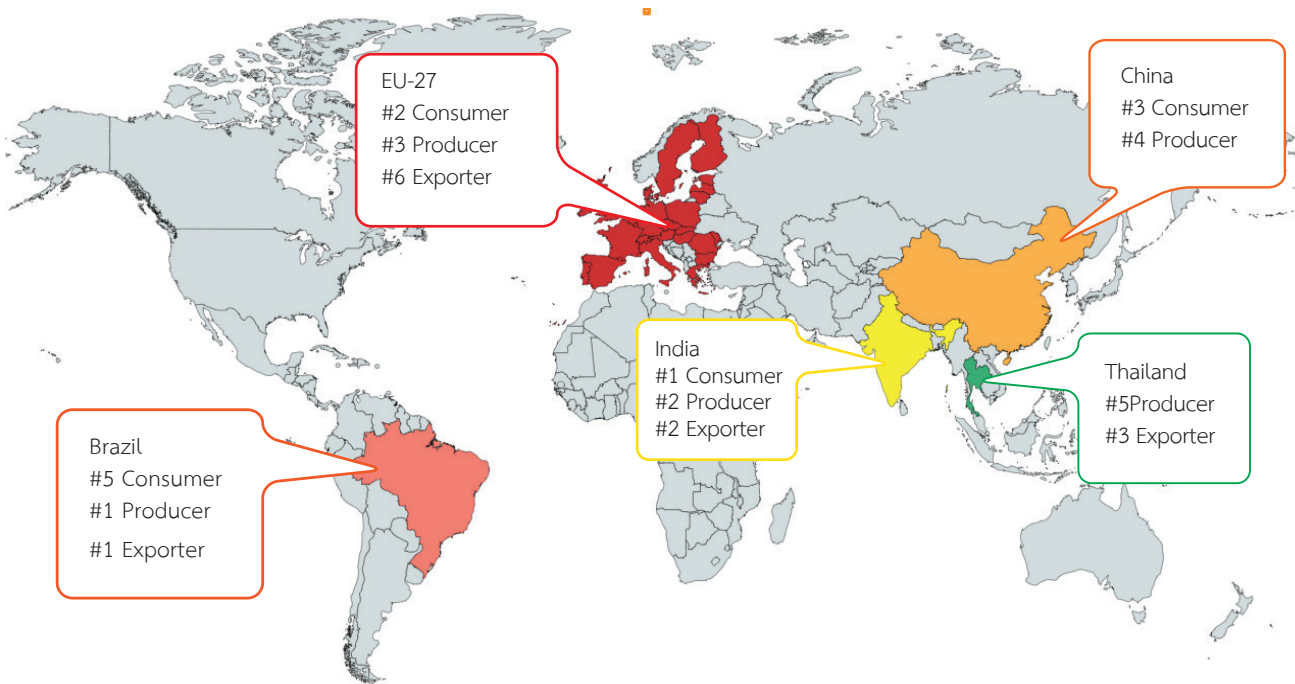 EU-27
#2 Consumer
#3 Producer
#6 Exporter
China
#3 Consumer
#4 Producer
India
#1 Consumer
#2 Producer
#2 Exporter
Thailand
#5Producer
#3 Exporter
Brazil
#5 Consumer
#1 Producer
#1 Exporter